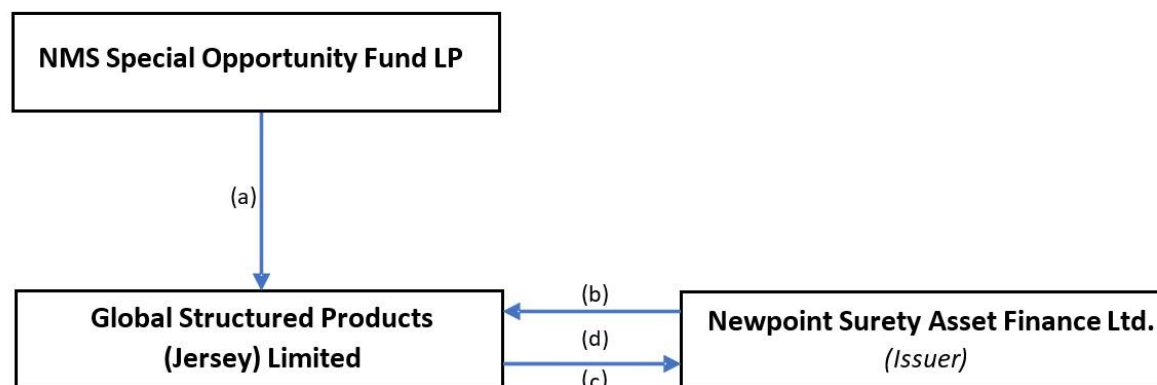 NMS Special Opportunity Fund LP
(a)
(b)
Global Structured Products
(Jersey) Limited
(d)
Newpoint Surety Asset Finance Ltd.
(Issuer)
(c)